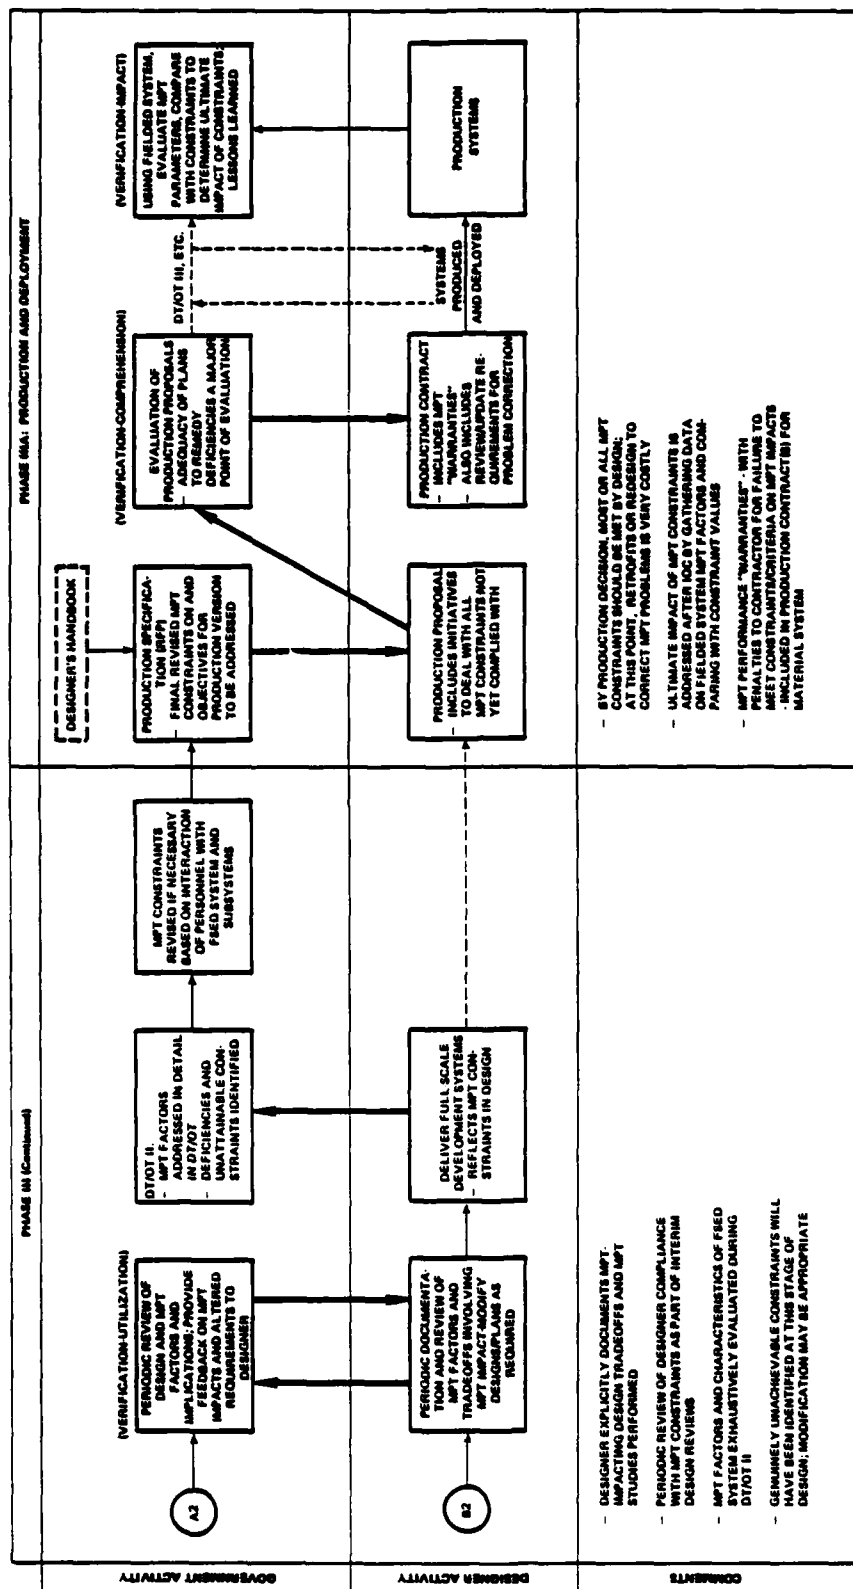 PHASE III (Continued)
PHASE IIIA: PRODUCTION AND DEPLOYMENT
GOVERNMENT ACTIVITY
A2
(VERIFICATION-UTILIZATION)
PERIODIC REVIEW OF
DESIGN AND MPT
FACTORS AND
IMPLICATIONS; PROVIDE
FEEDBACK ON MPT
IMPACTS AND ALTERED
REQUIREMENTS TO
DESIGNER
DT/OT II.
- MPT FACTORS
ADDRESSED IN DETAIL
IN DT/OT
- DEFICIENCIES AND
UNATTAINABLE CON-
STRAINTS IDENTIFIED
MPT CONSTRAINTS
REVISED IF NECESSARY
BASED ON INTERACTION
OF PERSONNEL WITH
FSED SYSTEM AND
SUBSYSTEMS
DESIGNER'S HANDBOOK
PRODUCTION SPECIFICA-
TION (RFP)
- FINAL REVISED MPT
CONSTRAINTS ON AND
OBJECTIVES FOR
PRODUCTION VERSION
TO BE ADDRESSED
(VERIFICATION-COMPREHENSION)
EVALUATION OF
PRODUCTION PROPOSALS
- ADEQUACY OF PLANS
TO REMEDY
DEFICIENCIES A MAJOR
POINT OF EVALUATION
DT/OT III, ETC.
(VERIFICATION-IMPACT)
USING FIELDED SYSTEM,
EVALUATE MPT
PARAMETERS, COMPARE
WITH CONSTRAINTS TO
DETERMINE ULTIMATE
IMPACT OF CONSTRAINTS;
LESSONS LEARNED
DESIGNER ACTIVITY
B2
PERIODIC DOCUMENTA-
TION AND REVIEW OF
MPT FACTORS AND
TRADEOFFS INVOLVING
MPT IMPACT-MODIFY
DESIGNS/PLANS AS
REQUIRED
DELIVER FULL SCALE
DEVELOPMENT SYSTEMS
- REFLECTS MPT CON-
STRAINTS IN DESIGN
PRODUCTION PROPOSAL
- INCLUDES INITIATIVES
TO DEAL WITH ALL
MPT CONSTRAINTS NOT
YET COMPLIED WITH
PRODUCTION CONTRACT
- INCLUDES MPT
"WARRANTIES"
- ALSO INCLUDES
REVIEW/UPDATE RE-
QUIREMENTS FOR
PROBLEM CORRECTION
SYSTEMS
PRODUCED
AND DEPLOYED
PRODUCTION
SYSTEMS
COMMENTS
- DESIGNER EXPLICITLY DOCUMENTS MPT-
IMPACTING DESIGN TRADEOFFS AND MPT
STUDIES PERFORMED
- PERIODIC REVIEW OF DESIGNER COMPLIANCE
WITH MPT CONSTRAINTS AS PART OF INTERIM
DESIGN REVIEWS
- MPT FACTORS AND CHARACTERISTICS OF FSED
SYSTEM EXHAUSTIVELY EVALUATED DURING
DT/OT II
- GENUINELY UNACHIEVABLE CONSTRAINTS WILL
HAVE BEEN IDENTIFIED AT THIS STAGE OF
DESIGN; MODIFICATION MAY BE APPROPRIATE
- BY PRODUCTION DECISION, MOST OR ALL MPT
CONSTRAINTS SHOULD BE MET BY DESIGN;
AT THIS POINT, RETROFITS OR REDESIGN TO
CORRECT MPT PROBLEMS IS VERY COSTLY
- ULTIMATE IMPACT OF MPT CONSTRAINTS IS
ADDRESSED AFTER IOC BY GATHERING DATA
ON FIELDED SYSTEM MPT FACTORS AND COM-
PARING WITH CONSTRAINT VALUES
- MPT PERFORMANCE "WARRANTIES" - WITH
PENALTIES TO CONTRACTOR FOR FAILURE TO
MEET CONSTRAINTS/CRITERIA ON MPT IMPACTS
- INCLUDED IN PRODUCTION CONTRACT(S) FOR
MATERIAL SYSTEM